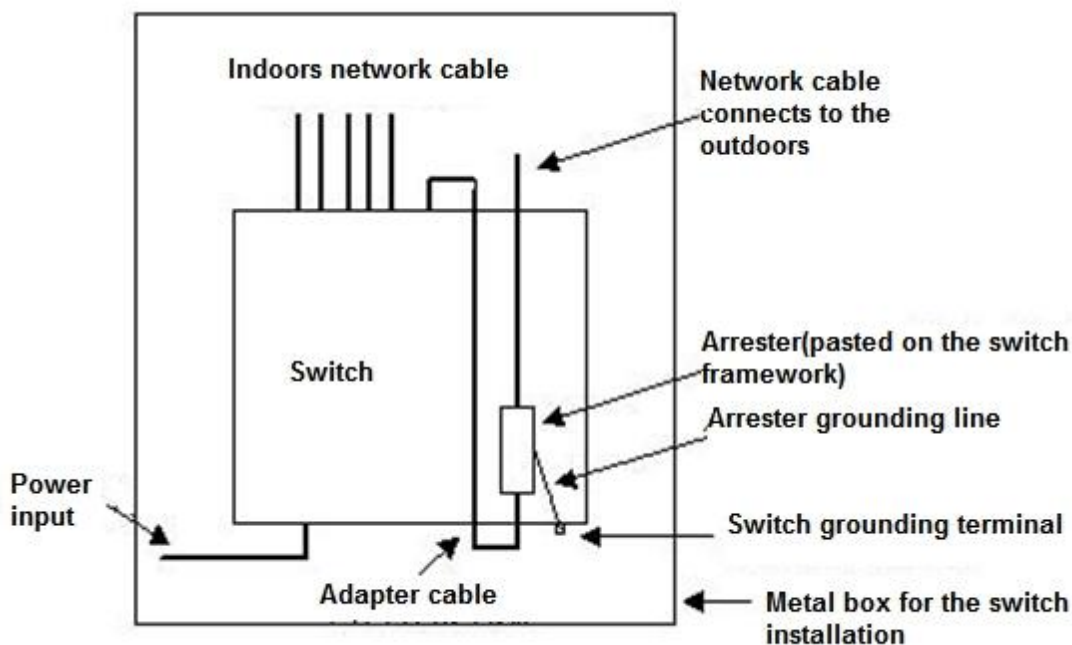 Indoors network cable
Network cable
connects to the
outdoors
Switch
Arrester(pasted on the switch
framework)
Arrester grounding line
Power
input
Switch grounding terminal
Adapter cable
Metal box for the switch
installation